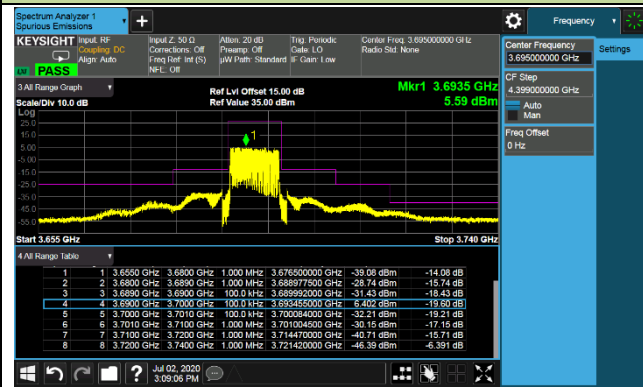 Spectrum Analyzer 1
Spurious Emissions
Frequency
KEYSIGHT Input: RF
Coupling: DC
Align: Auto
Input Z: 50 Ω
Corrections: Off
Freq Ref: Int (S)
NFE: Off
Atten: 20 dB
Preamp: Off
µW Path: Standard
Trig: Periodic
Gate: LO
IF Gain: Low
Center Freq: 3.695000000 GHz
Radio Std: None
LM PASS
Center Frequency
3.695000000 GHz
Settings
CF Step
4.399000000 GHz
Auto
Man
Freq Offset
0 Hz
3 All Range Graph
Scale/Div 10.0 dB
Ref Lvl Offset 15.00 dB
Ref Value 35.00 dBm
Mkr1 3.6935 GHz
5.59 dBm
Log
25.0
15.0
5.00
-5.00
-15.0
-25.0
-35.0
-45.0
-55.0
1
Start 3.655 GHz
Stop 3.740 GHz
4 All Range Table
1 1 3.6550 GHz 3.6800 GHz 1.000 MHz 3.676500000 GHz -39.08 dBm -14.08 dB
2 2 3.6800 GHz 3.6890 GHz 1.000 MHz 3.688977500 GHz -28.74 dBm -15.74 dB
3 3 3.6890 GHz 3.6900 GHz 100.0 kHz 3.689992000 GHz -31.43 dBm -18.43 dB
4 4 3.6900 GHz 3.7000 GHz 100.0 kHz 3.693455000 GHz 6.402 dBm -19.60 dB
5 5 3.7000 GHz 3.7010 GHz 100.0 kHz 3.700084000 GHz -32.21 dBm -19.21 dB
6 6 3.7010 GHz 3.7100 GHz 1.000 MHz 3.701004500 GHz -30.15 dBm -17.15 dB
7 7 3.7100 GHz 3.7200 GHz 1.000 MHz 3.714470000 GHz -40.71 dBm -15.71 dB
8 8 3.7200 GHz 3.7400 GHz 1.000 MHz 3.721420000 GHz -46.39 dBm -6.391 dB
Jul 02, 2020
3:09:06 PM